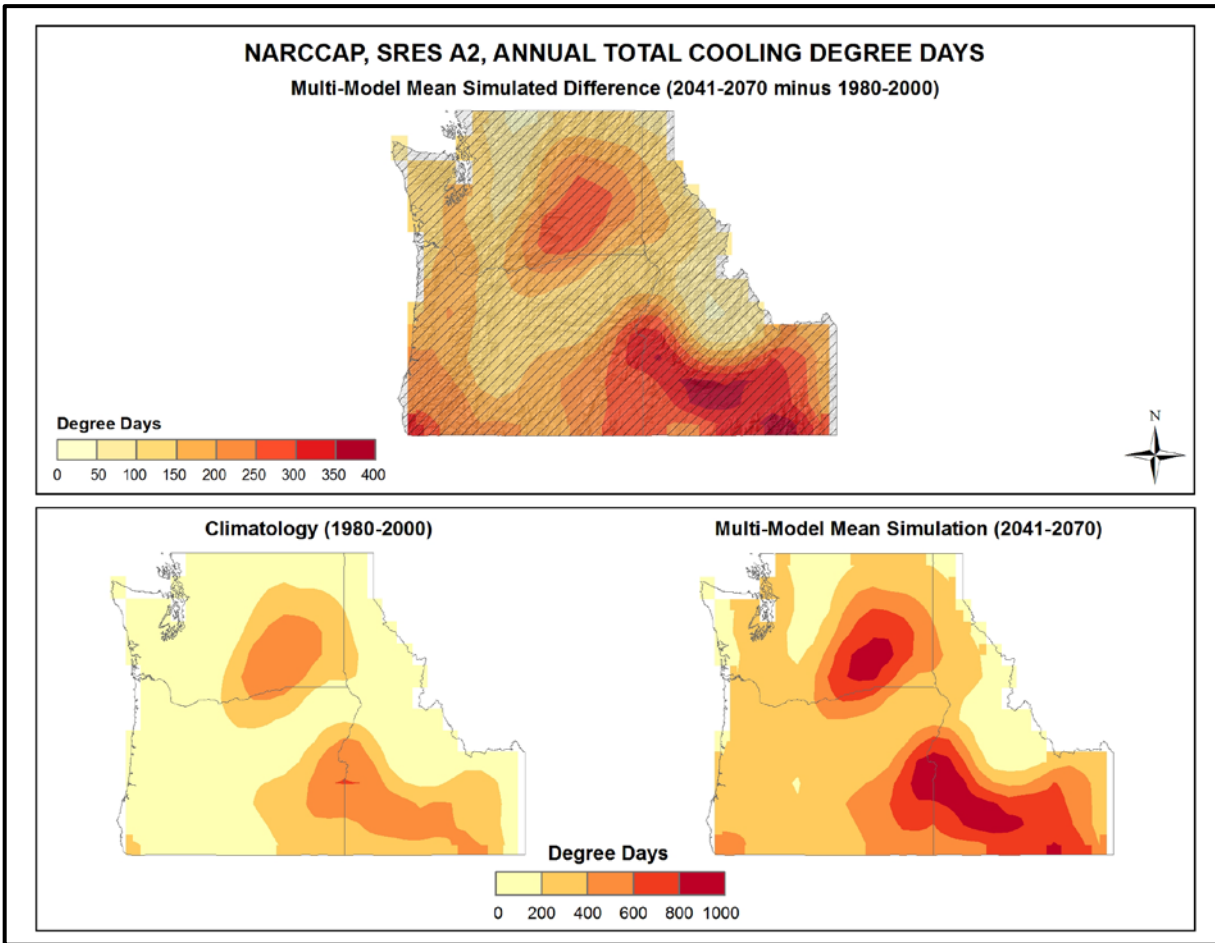 NARCCAP, SRES A2, ANNUAL TOTAL COOLING DEGREE DAYS
Multi-Model Mean Simulated Difference (2041-2070 minus 1980-2000)
Degree Days
0 50 100 150 200 250 300 350 400
N
Climatology (1980-2000)
Multi-Model Mean Simulation (2041-2070)
Degree Days
0 200 400 600 800 1000